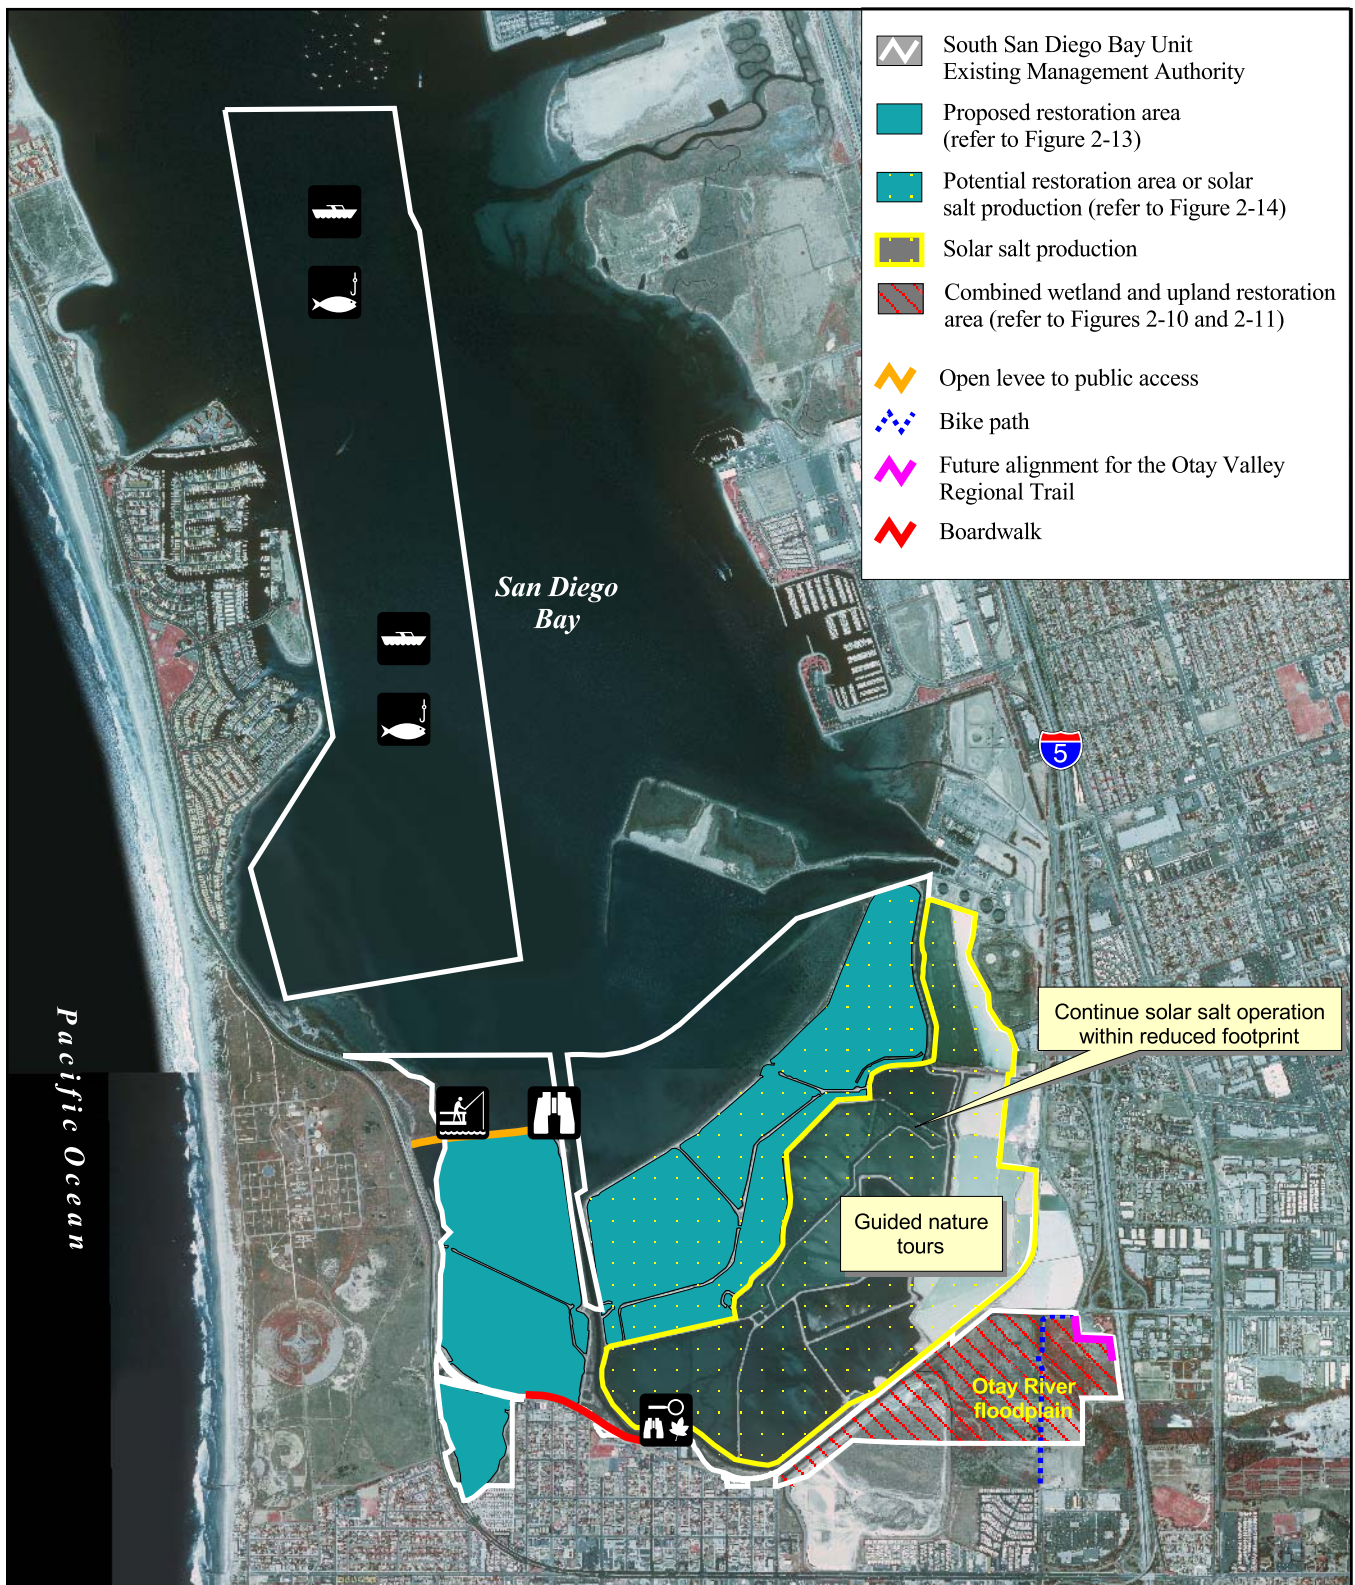 South San Diego Bay Unit
Existing Management Authority
Proposed restoration area
(refer to Figure 2-13)
Potential restoration area or solar
salt production (refer to Figure 2-14)
Solar salt production
Combined wetland and upland restoration
area (refer to Figures 2-10 and 2-11)
Open levee to public access
Bike path
Future alignment for the Otay Valley
Regional Trail
Boardwalk
San Diego
Bay
5
Continue solar salt operation
within reduced footprint
Pacific Ocean
Guided nature
tours
Otay River
floodplain